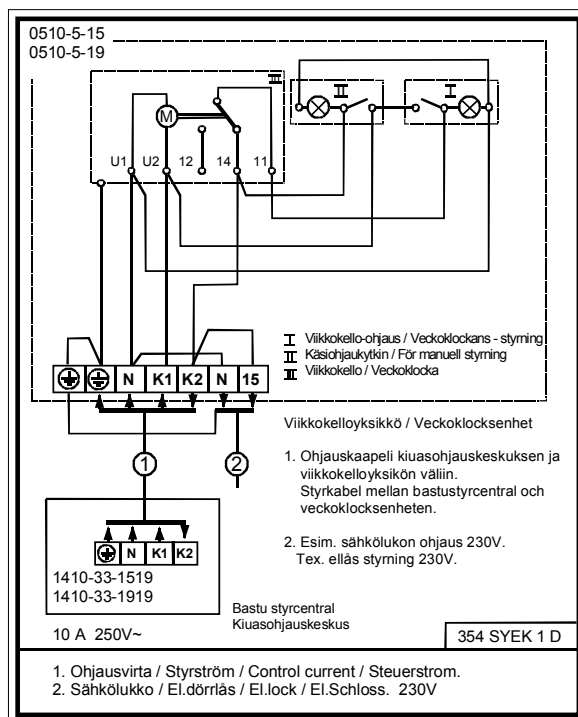 0510-5-15
0510-5-19
III
II
I
M
U1 U2 12 14 11
I Viikkokello-ohjaus / Veckoklockans - styrning
II Käsiohjaukytkin / För manuell styrning
III Viikkokello / Veckoklocka
N K1 K2 N 15
Viikkokelloyksikkö / Veckoklocksenhet
1 2
1. Ohjauskaapeli kiuasohjauskeskuksen ja
viikkokelloyksikön väliin.
Styrkabel mellan bastustyrcentral och
veckoklocksenheten.
2. Esim. sähkölukon ohjaus 230V.
Tex. ellås styrning 230V.
N K1 K2
1410-33-1519
1410-33-1919
Bastu styrcentral
Kiuasohjauskeskus
10 A 250V~
354 SYEK 1 D
1. Ohjausvirta / Styrström / Control current / Steuerstrom.
2. Sähkölukko / El.dörrlås / El.lock / El.Schloss. 230V